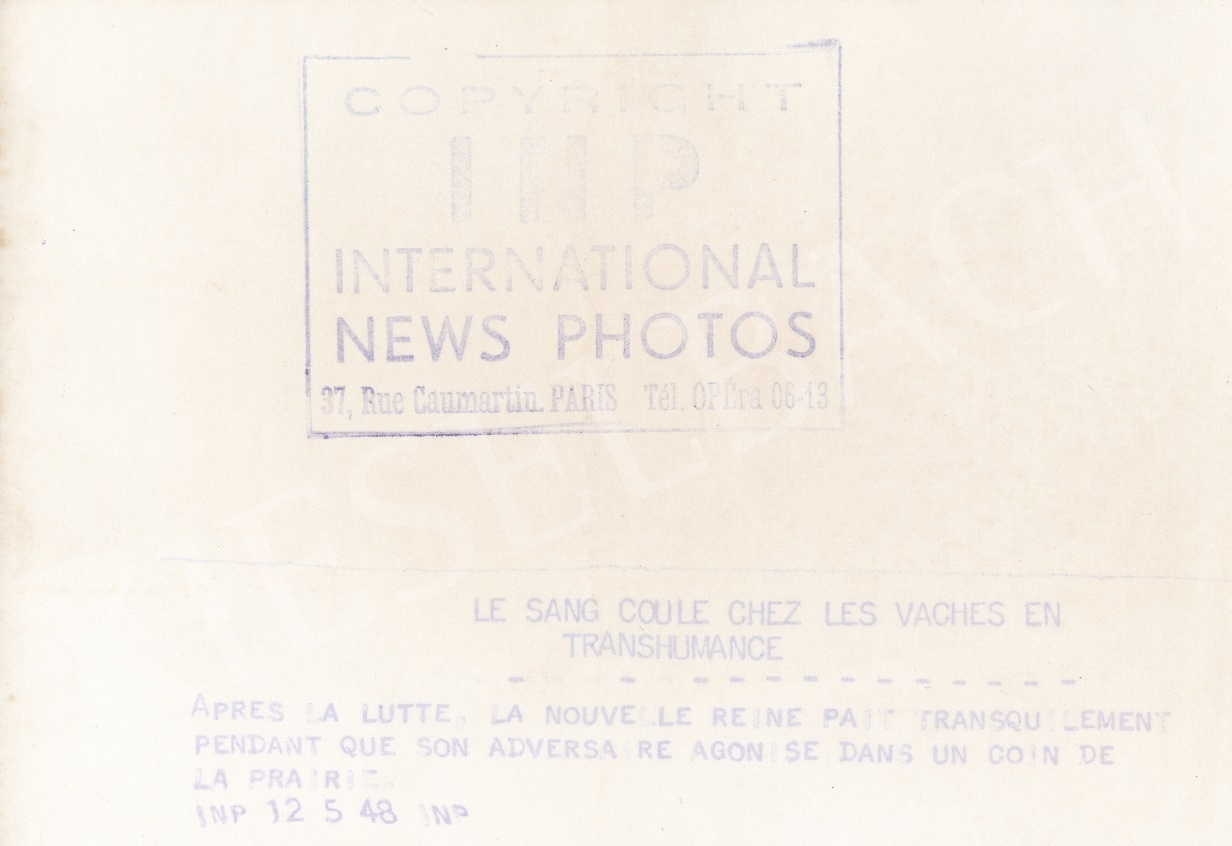 COPYRIGHT
INP
INTERNATIONAL
NEWS PHOTOS
37, Rue Caumartin. PARIS Tél. OPÉra 06-13
LE SANG COULE CHEZ LES VACHES EN
TRANSHUMANCE
APRES LA LUTTE, LA NOUVELLE REINE PAIT TRANSQUILEMENT
PENDANT QUE SON ADVERSAIRE AGONISE DANS UN COIN DE
LA PRAIRIE.
INP 12 5 48 INP